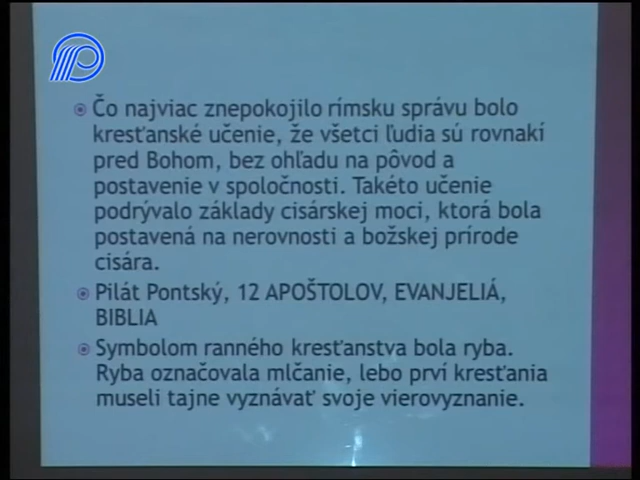 Čo najviac znepokojilo rímsku správu bolo
kresťanské učenie, že všetci ľudia sú rovnakí
pred Bohom, bez ohľadu na pôvod a
postavenie v spoločnosti. Takéto učenie
podrývalo základy cisárskej moci, ktorá bola
postavená na nerovnosti a božskej prírode
cisára.
Pilát Pontský, 12 APOŠTOLOV, EVANJELIÁ,
BIBLIA
Symbolom ranného kresťanstva bola ryba.
Ryba označovala mlčanie, lebo prví kresťania
museli tajne vyznávať svoje vierovyznanie.